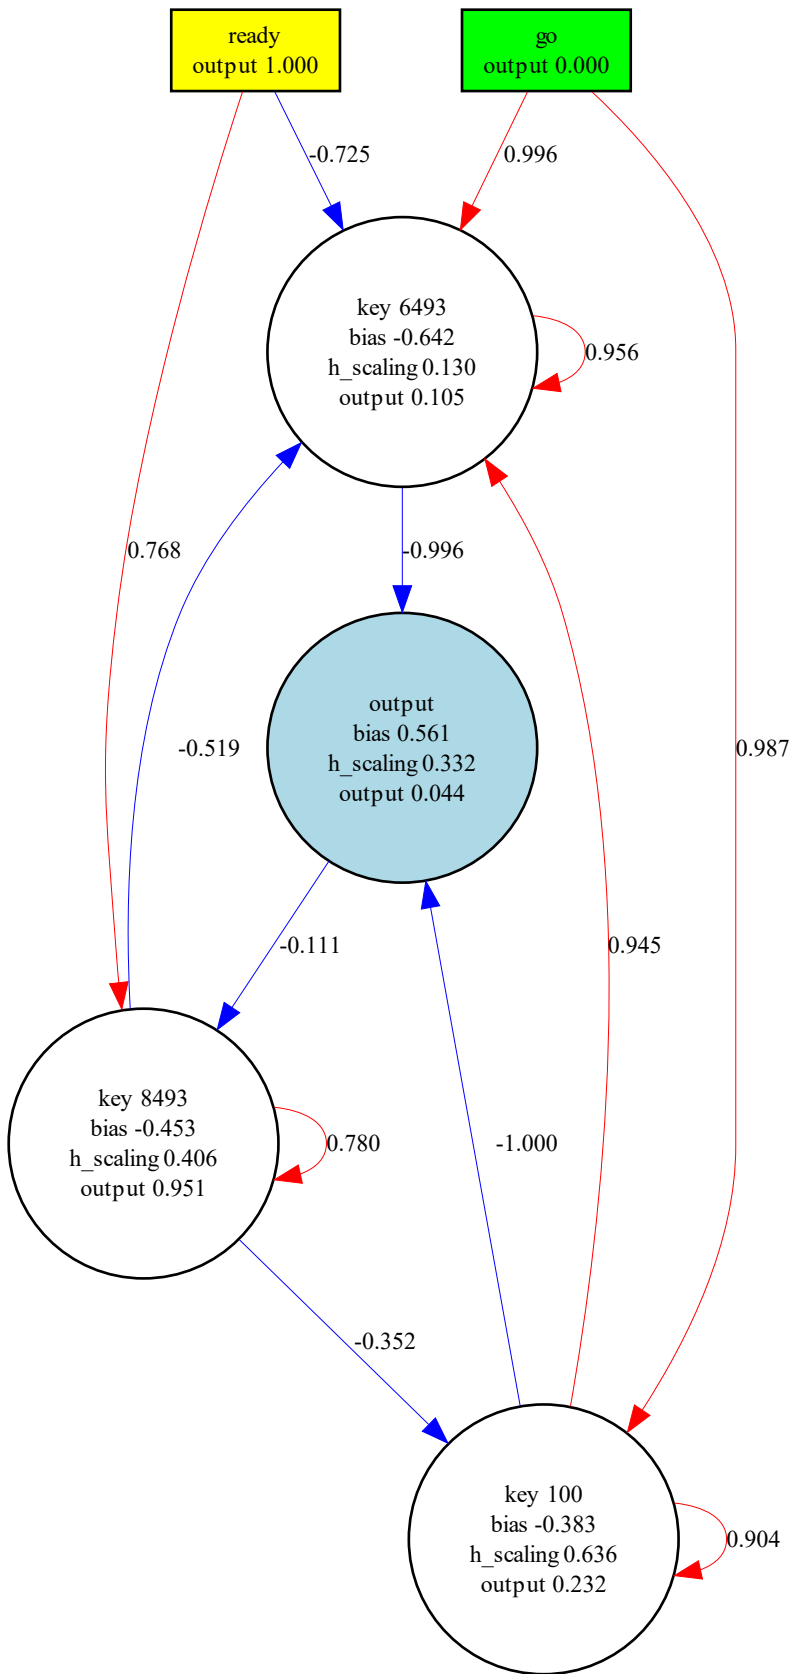 ready
output 1.000
go
output 0.000
-0.725
0.996
key 6493
bias -0.642
h_scaling 0.130
output 0.105
0.956
0.768
-0.996
output
bias 0.561
h_scaling 0.332
output 0.044
-0.519
0.987
-0.111
0.945
key 8493
bias -0.453
h_scaling 0.406
output 0.951
0.780
-1.000
-0.352
key 100
bias -0.383
h_scaling 0.636
output 0.232
0.904